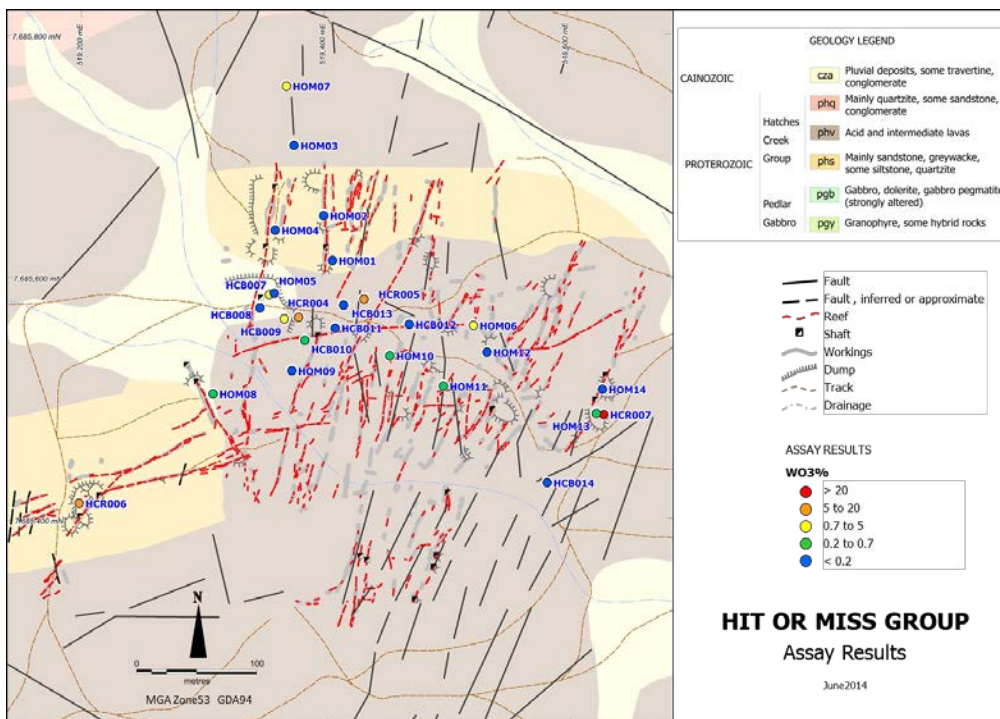 7,685,800 mN
519,200 mE
519,400 mE
519,600 mE
HOM07
HOM03
HOM02
HOM04
HOM01
7,685,600 mN
HOM05
HCB007
HCR005
HCR004
HCB008
HCB013
HCB009
HCB011
HCB012
HOM06
HCB010
HOM10
HOM12
HOM09
HOM11
HOM14
HOM08
HCR007
HOM13
HCB014
HCR006
7,685,400 mN
N
0 100
metres
MGA Zone53 GDA94
GEOLOGY LEGEND
CAINOZOIC
cza Pluvial deposits, some travertine,
conglomerate
PROTEROZOIC
Hatches
Creek
Group
phq Mainly quartzite, some sandstone,
conglomerate
phv Acid and intermediate lavas
phs Mainly sandstone, greywacke,
some siltstone, quartzite
Pedlar
Gabbro
pgb Gabbro, dolerite, gabbro pegmatite
(strongly altered)
pgy Granophyre, some hybrid rocks
Fault
Fault , inferred or approximate
Reef
Shaft
Workings
Dump
Track
Drainage
ASSAY RESULTS
WO3%
> 20
5 to 20
0.7 to 5
0.2 to 0.7
< 0.2
HIT OR MISS GROUP
Assay Results
June2014